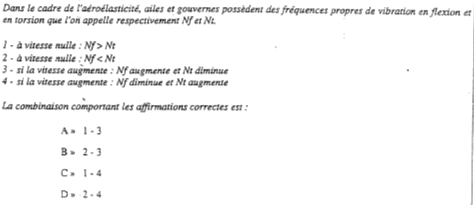 Dans le cadre de l'aéroélasticité, ailes et gouvernes possèdent des fréquences propres de vibration en flexion et
en torsion que l'on appelle respectivement Nf et Nt.
1 - à vitesse nulle : Nf > Nt
2 - à vitesse nulle : Nf < Nt
3 - si la vitesse augmente : Nf augmente et Nt diminue
4 - si la vitesse augmente : Nf diminue et Nt augmente
La combinaison comportant les affirmations correctes est :
A » 1 - 3
B » 2 - 3
C » 1 - 4
D » 2 - 4